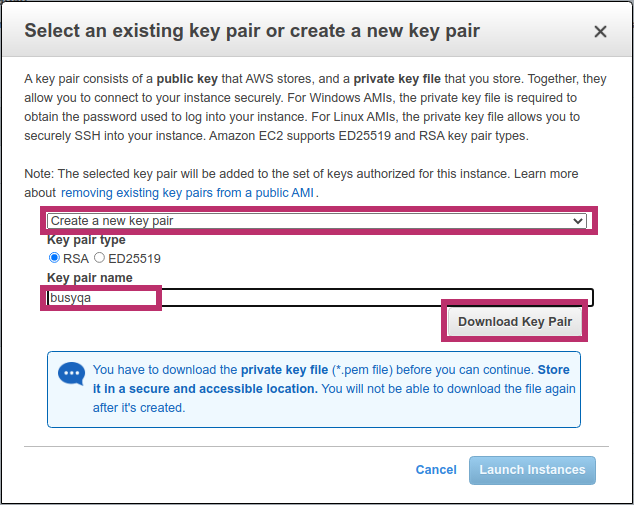 Select an existing key pair or create a new key pair
A key pair consists of a public key that AWS stores, and a private key file that you store. Together, they
allow you to connect to your instance securely. For Windows AMIs, the private key file is required to
obtain the password used to log into your instance. For Linux AMIs, the private key file allows you to
securely SSH into your instance. Amazon EC2 supports ED25519 and RSA key pair types.
Note: The selected key pair will be added to the set of keys authorized for this instance. Learn more
about removing existing key pairs from a public AMI .
Create a new key pair
Key pair type
RSA ED25519
Key pair name
busyqa
Download Key Pair
You have to download the private key file (*.pem file) before you can continue. Store
it in a secure and accessible location. You will not be able to download the file again
after it's created.
Cancel Launch Instances